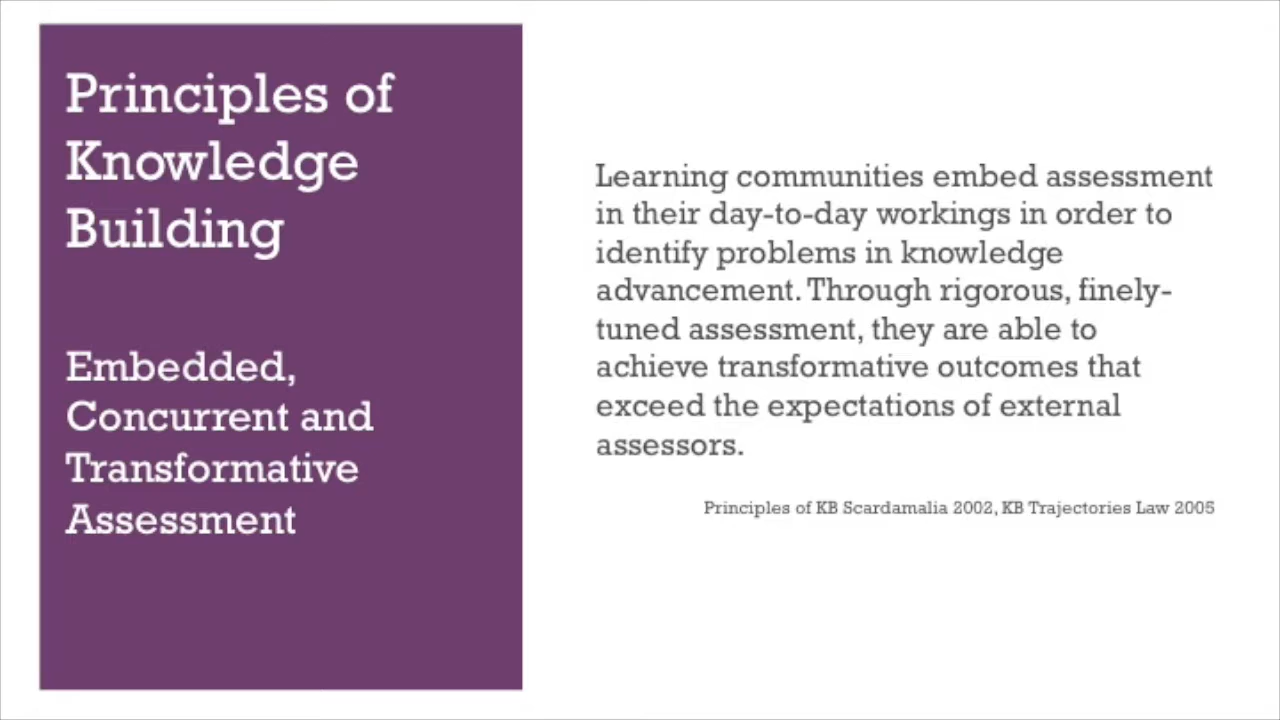 Principles of
Knowledge
Building
Embedded,
Concurrent and
Transformative
Assessment
Learning communities embed assessment
in their day-to-day workings in order to
identify problems in knowledge
advancement. Through rigorous, finely-
tuned assessment, they are able to
achieve transformative outcomes that
exceed the expectations of external
assessors.
Principles of KB Scardamalia 2002, KB Trajectories Law 2005